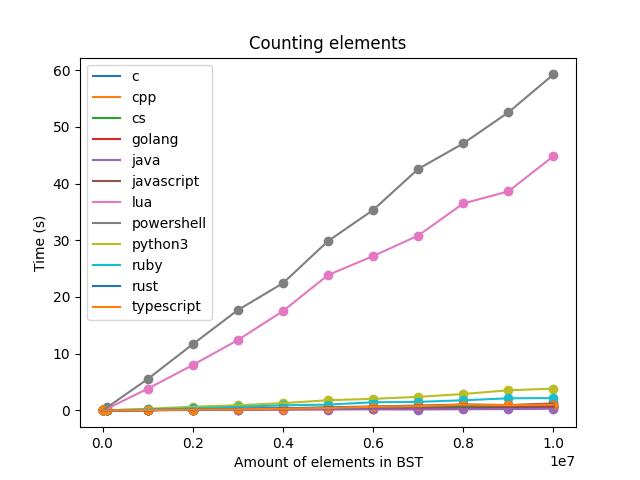 Counting elements
60
50
40
30
20
10
0
Time (s)
c
cpp
cs
golang
java
javascript
lua
powershell
python3
ruby
rust
typescript
0.0 0.2 0.4 0.6 0.8 1.0
1e7
Amount of elements in BST